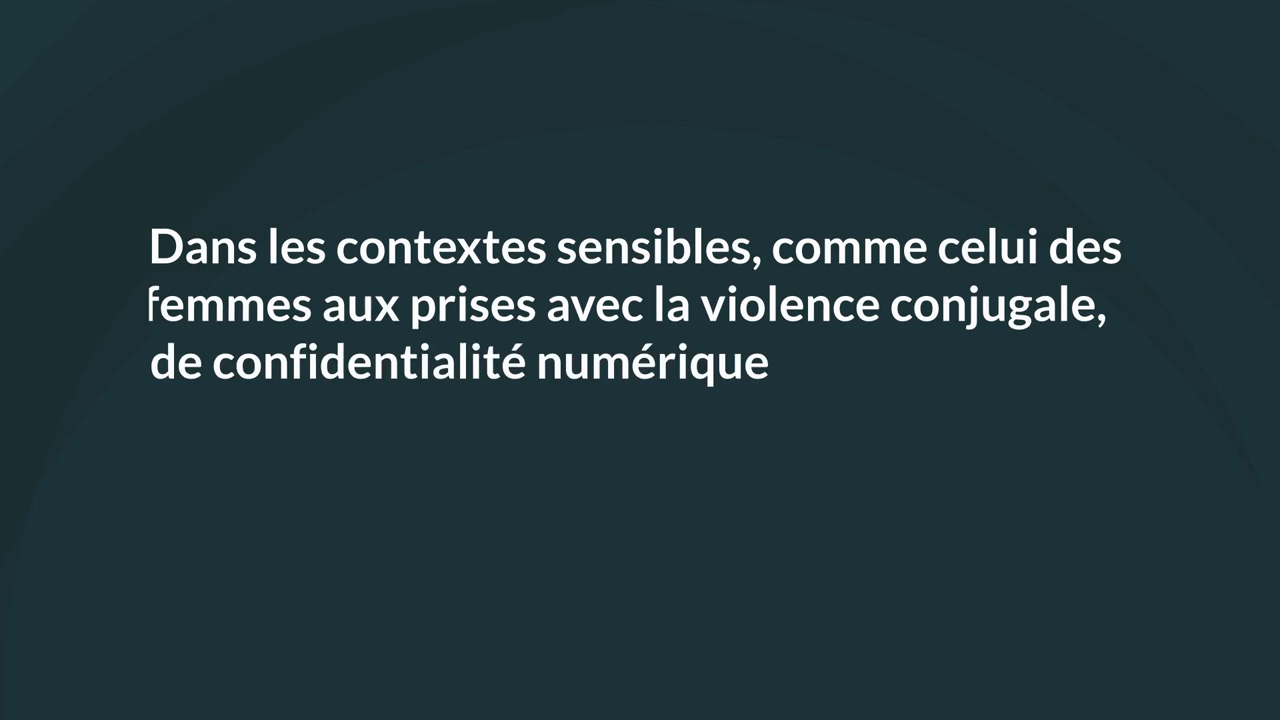 Dans les contextes sensibles, comme celui des
femmes aux prises avec la violence conjugale,
de confidentialité numérique